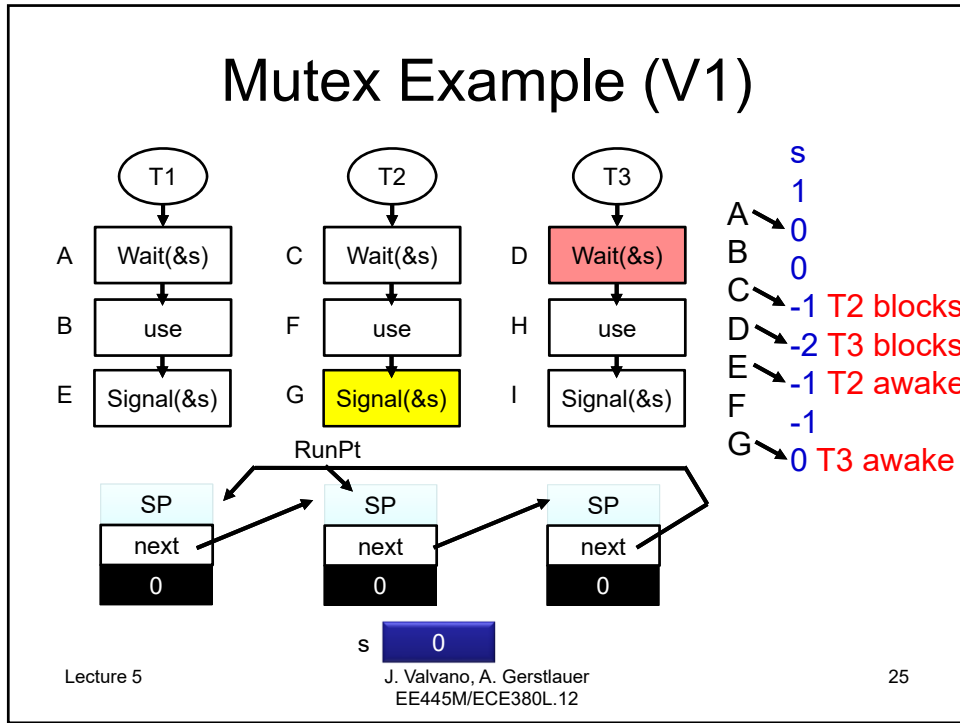 Mutex Example (V1)
T1 T2 T3
A Wait(&s) C Wait(&s) D Wait(&s)
B use F use H use
E Signal(&s) G Signal(&s) I Signal(&s)
s
1
A 0
B 0
C -1 T2 blocks
D -2 T3 blocks
E -1 T2 awake
F -1
G 0 T3 awake
RunPt
SP SP SP
next next next
0 0 0
s 0
Lecture 5
J. Valvano, A. Gerstlauer
EE445M/ECE380L.12
25